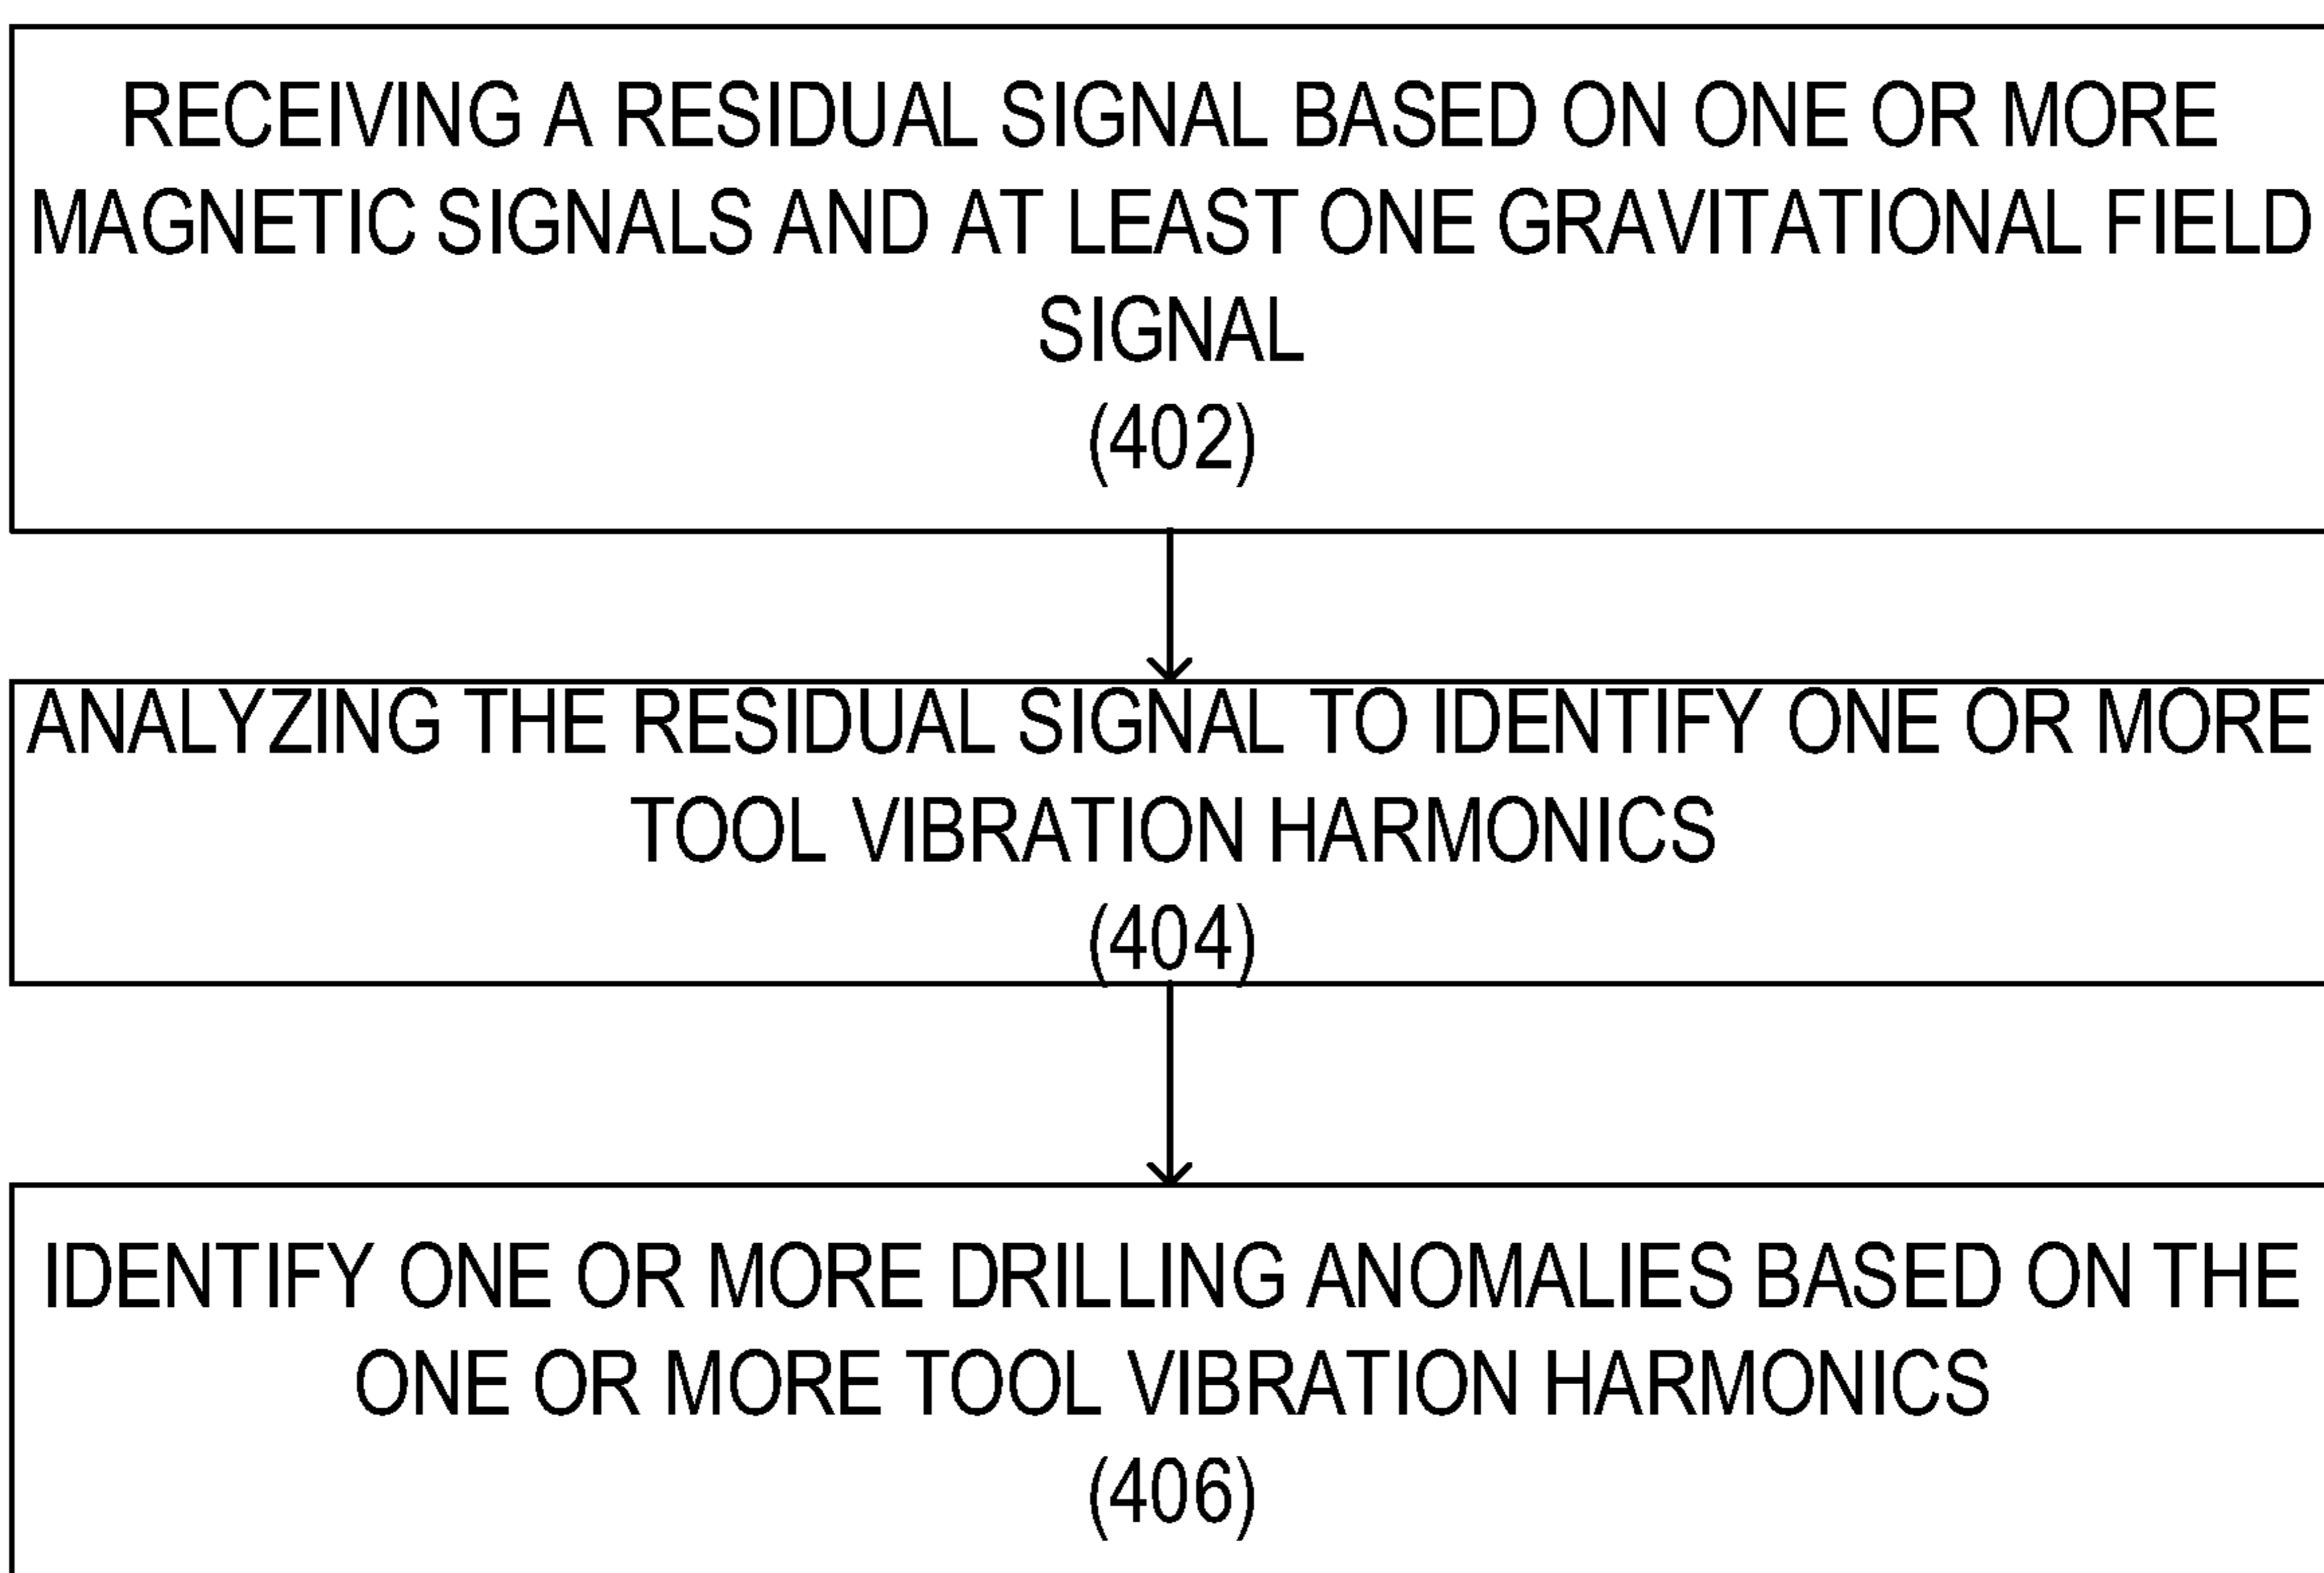 RECEIVING A RESIDUAL SIGNAL BASED ON ONE OR MORE
MAGNETIC SIGNALS AND AT LEAST ONE GRAVITATIONAL FIELD
SIGNAL
(402)
ANALYZING THE RESIDUAL SIGNAL TO IDENTIFY ONE OR MORE
TOOL VIBRATION HARMONICS
(404)
IDENTIFY ONE OR MORE DRILLING ANOMALIES BASED ON THE
ONE OR MORE TOOL VIBRATION HARMONICS
(406)